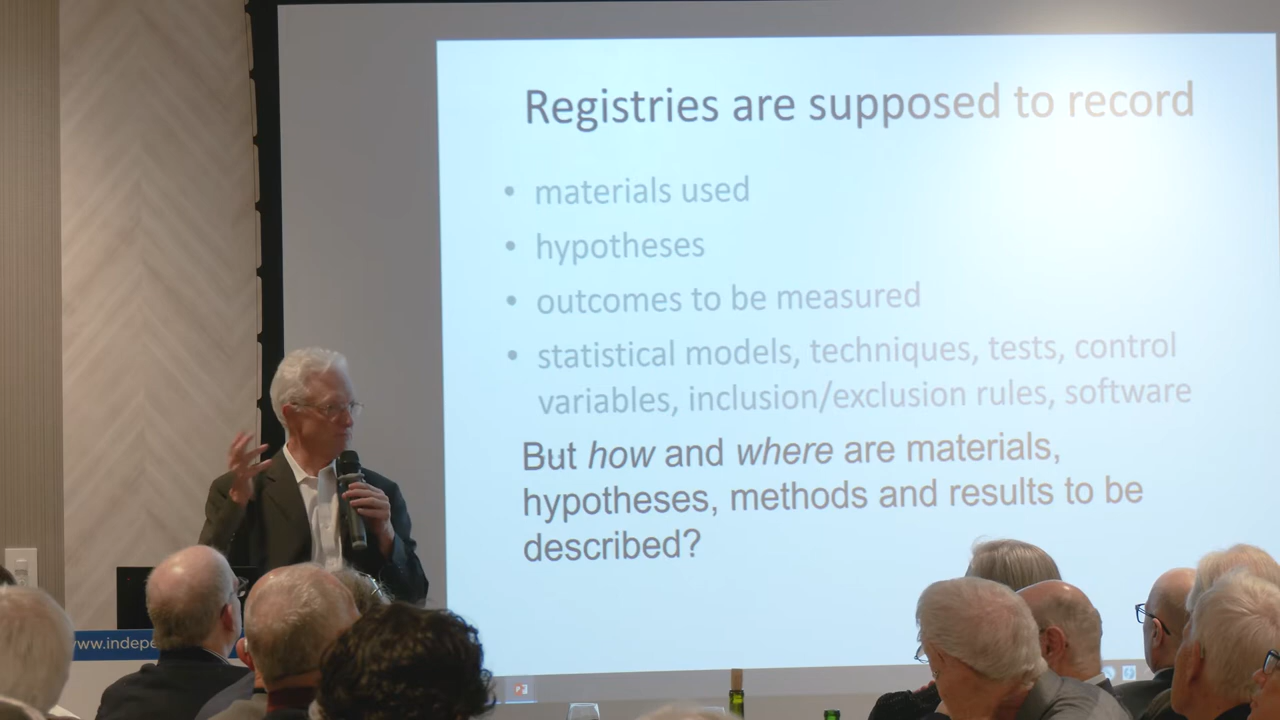 Registries are supposed to record
• materials used
• hypotheses
• outcomes to be measured
• statistical models, techniques, tests, control
variables, inclusion/exclusion rules, software
But how and where are materials,
hypotheses, methods and results to be
described?
www.indepe